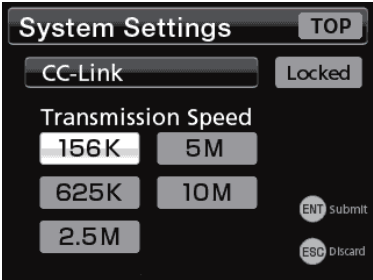 System Settings TOP
CC-Link Locked
Transmission Speed
156K 5M
625K 10M
2.5M
ENT Submit
ESC Discard